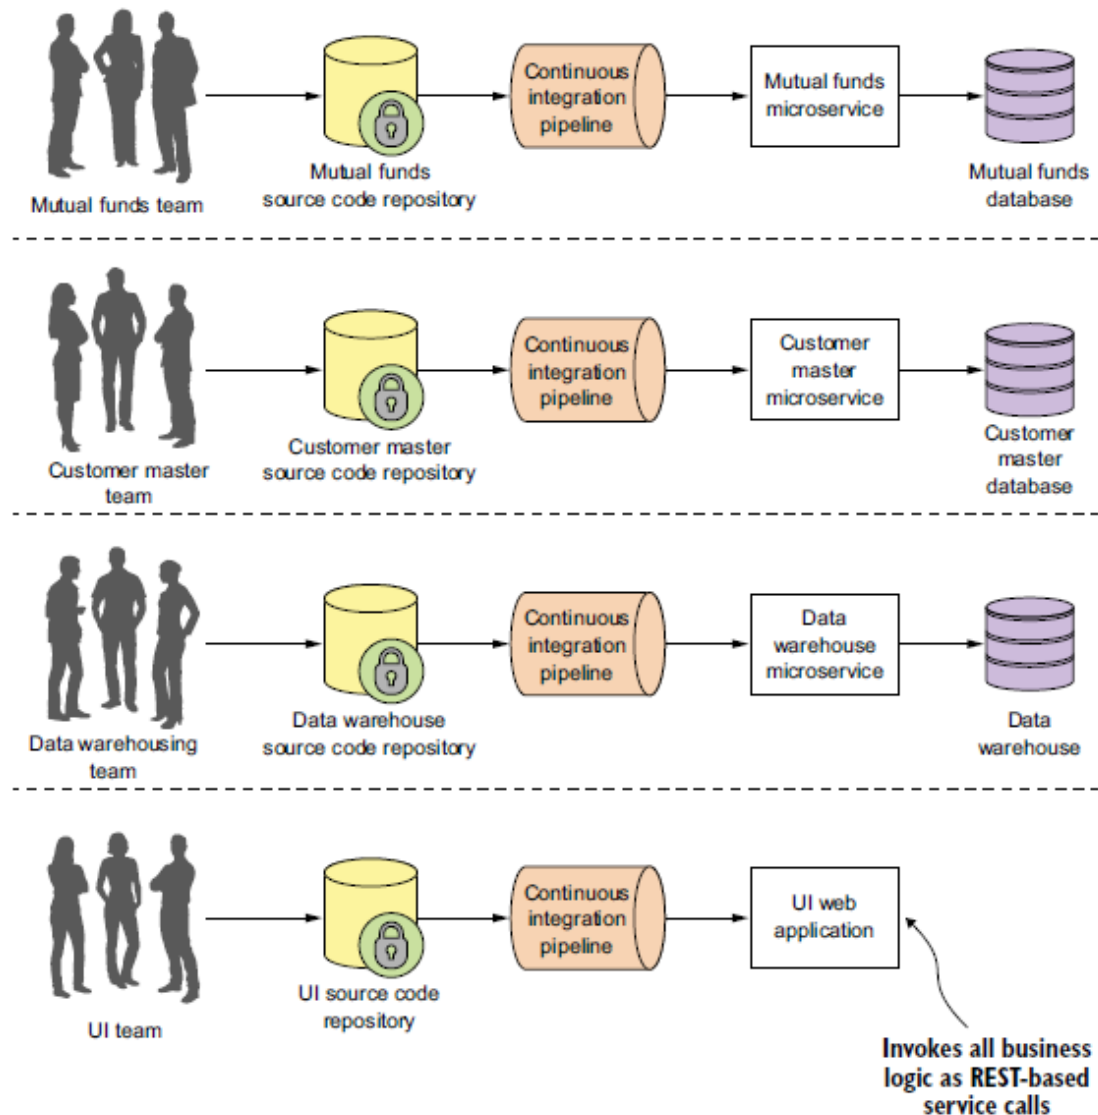 Mutual funds team
Mutual funds
source code repository
Continuous
integration
pipeline
Mutual funds
microservice
Mutual funds
database
Customer master
team
Customer master
source code repository
Continuous
integration
pipeline
Customer
master
microservice
Customer
master
database
Data warehousing
team
Data warehouse
source code repository
Continuous
integration
pipeline
Data
warehouse
microservice
Data
warehouse
UI team
UI source code
repository
Continuous
integration
pipeline
UI web
application
Invokes all business
logic as REST-based
service calls